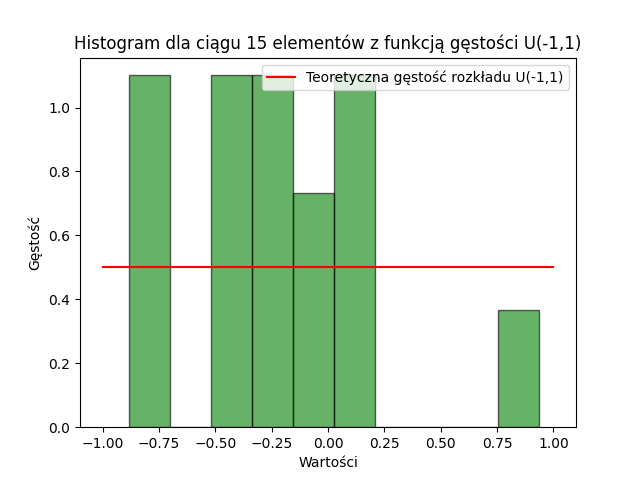 Histogram dla ciągu 15 elementów z funkcją gęstości U(-1,1)
Teoretyczna gęstość rozkładu U(-1,1)
Gęstość
1.0
0.8
0.6
0.4
0.2
0.0
−1.00 −0.75 −0.50 −0.25 0.00 0.25 0.50 0.75 1.00
Wartości